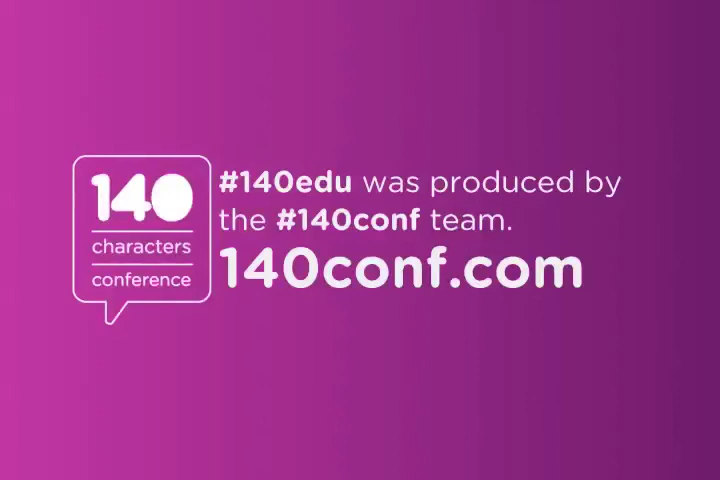 140
characters
conference
#140edu was produced by
the #140conf team.
140conf.com